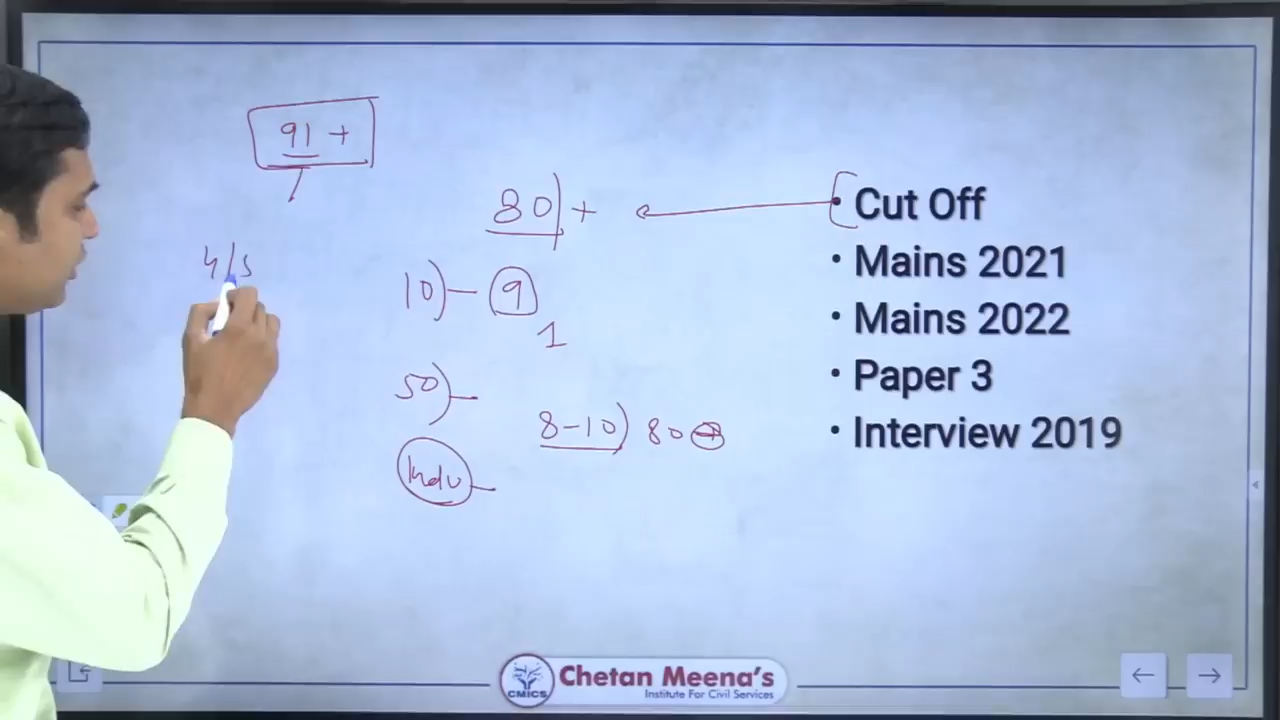 91 +
80 +
• Cut Off
4/5
• Mains 2021
10) - 9
1
• Mains 2022
50) -
• Paper 3
8-10) 80
• Interview 2019
CMICS
Chetan Meena's
Institute For Civil Services